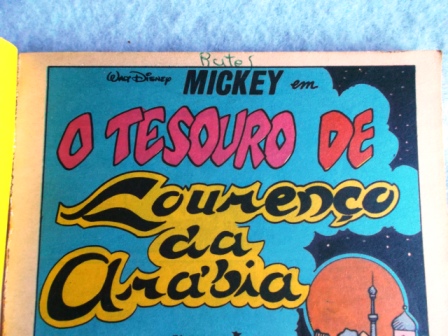 WALT DISNEY MICKEY em
O TESOURO DE
Lourenço
da
Arábia